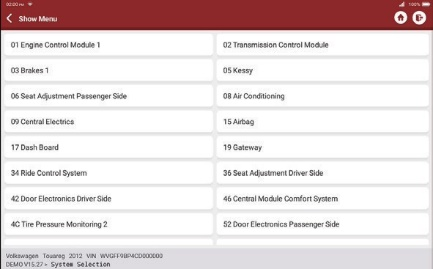 100%
Show Menu
01 Engine Control Module 1
02 Transmission Control Module
03 Brakes 1
05 Kessy
06 Seat Adjustment Passenger Side
08 Air Conditioning
09 Central Electrics
15 Airbag
17 Dash Board
19 Gateway
34 Ride Control System
36 Seat Adjustment Driver Side
42 Door Electronics Driver Side
46 Central Module Comfort System
4C Tire Pressure Monitoring 2
52 Door Electronics Passenger Side
Volkswagen Touareg 2012 VIN WVGFF9BP4CD000000
DEMO V15.27 > System Selection